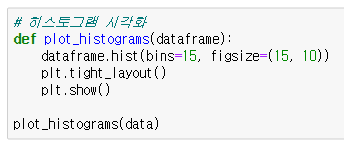 # 히스토그램 시각화
def plot_histograms(dataframe):
    dataframe.hist(bins=15, figsize=(15, 10))
    plt.tight_layout()
    plt.show()

plot_histograms(data)